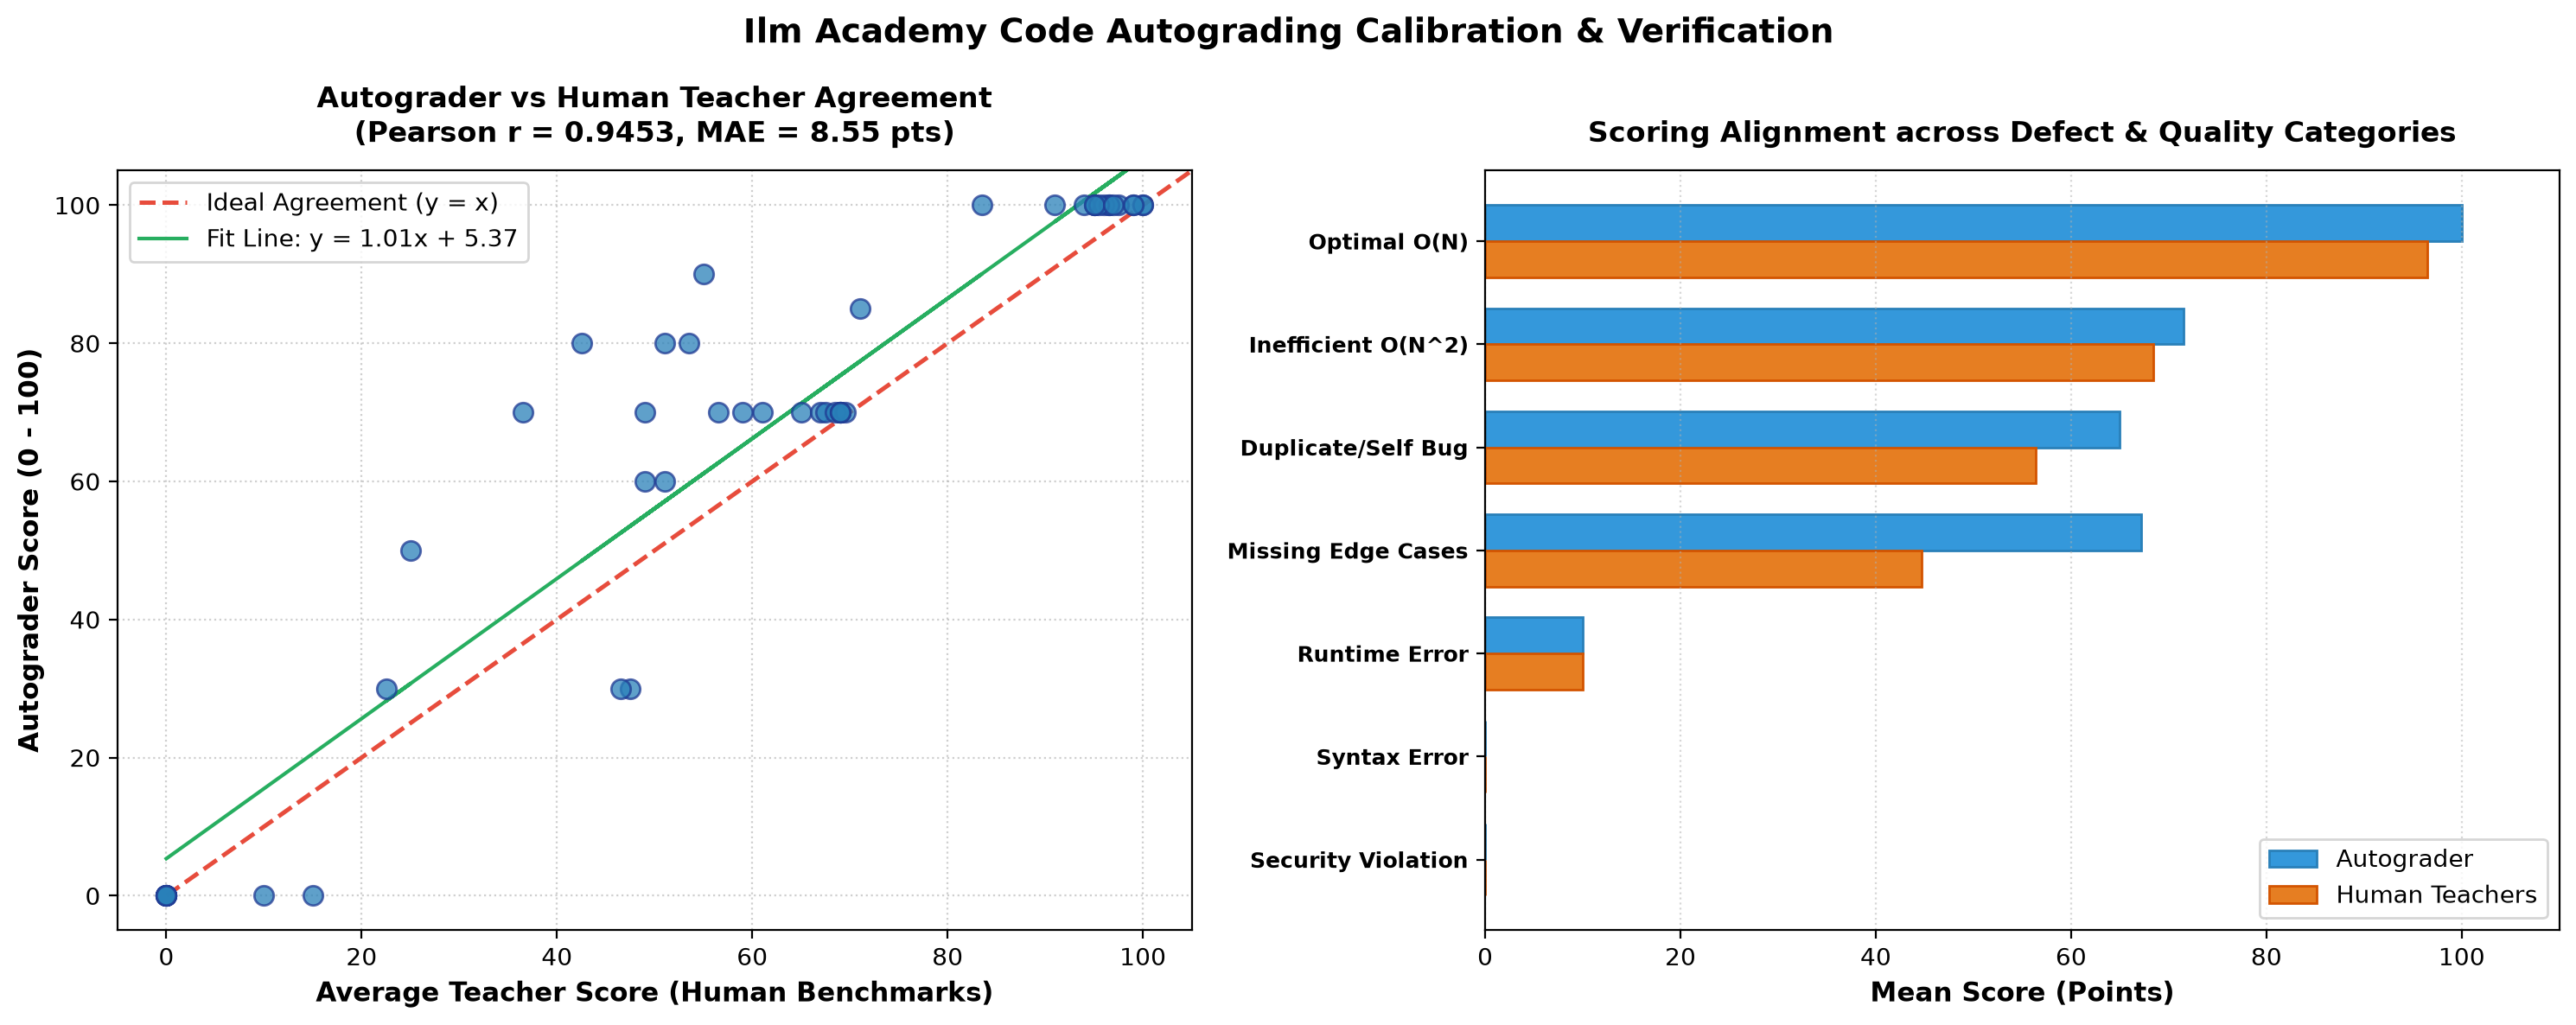 Ilm Academy Code Autograding Calibration & Verification
Autograder vs Human Teacher Agreement
(Pearson r = 0.9453, MAE = 8.55 pts)
Ideal Agreement (y = x)
Fit Line: y = 1.01x + 5.37
Autograder Score (0 - 100)
100
80
60
40
20
0
0 20 40 60 80 100
Average Teacher Score (Human Benchmarks)
Scoring Alignment across Defect & Quality Categories
Optimal O(N)
Inefficient O(N^2)
Duplicate/Self Bug
Missing Edge Cases
Runtime Error
Syntax Error
Security Violation
Autograder
Human Teachers
0 20 40 60 80 100
Mean Score (Points)